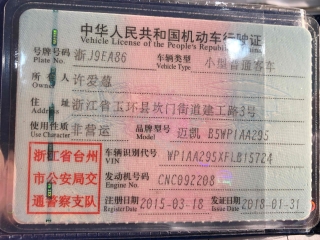 中华人民共和国机动车行驶证
Vehicle License of the People's Republic
号牌号码 浙J9EA86 车辆类型 小型普通客车
Plate No. Vehicle Type
所有人 许爱萄
Owner
住址 浙江省玉环县坎门街道建工路3号
Address
使用性质 非营运 品牌型号 迈凯 B5WP1AA295
Use Character Model
浙江省台州
市公安局交
通警察支队
车辆识别代号 WP1AA295XFLB15724
VIN
发动机号码 CNC092208
Engine No.
注册日期 2015-03-18 发证日期 2018-01-31
Register Date Issue Date